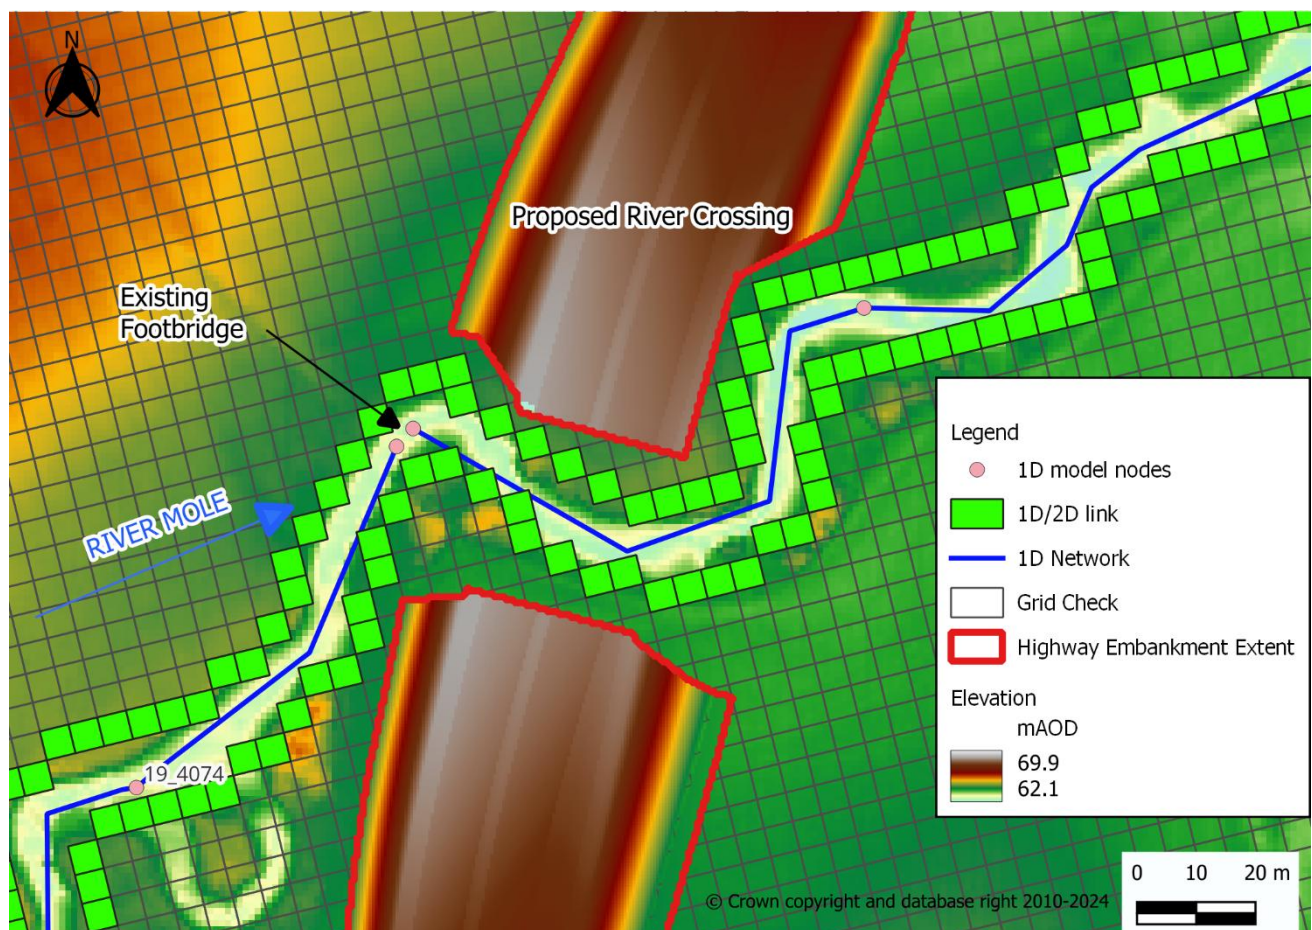 N
Proposed River Crossing
Existing
Footbridge
RIVER MOLE
19_4074
Legend
1D model nodes
1D/2D link
1D Network
Grid Check
Highway Embankment Extent
Elevation
mAOD
69.9
62.1
0 10 20 m
© Crown copyright and database right 2010-2024